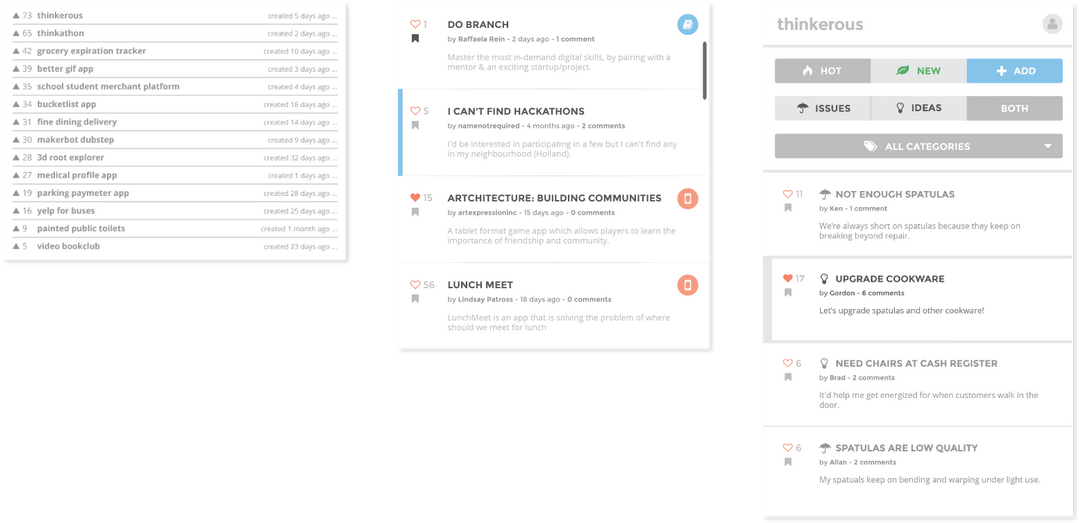 73 thinkerous created 5 days ago ...
65 thinkathon created 2 days ago ...
42 grocery expiration tracker created 10 days ago ...
39 better gif app created 3 days ago ...
35 school student merchant platform created 4 days ago ...
34 bucketlist app created 18 days ago ...
31 fine dining delivery created 14 days ago ...
30 makerbot dubstep created 9 days ago ...
28 3d root explorer created 32 days ago ...
27 medical profile app created 1 days ago ...
19 parking paymeter app created 28 days ago ...
16 yelp for buses created 25 days ago ...
9 painted public toilets created 1 month ago ...
5 video bookclub created 23 days ago ...
1 DO BRANCH
by Raffaela Rein - 2 days ago - 1 comment
Master the most in-demand digital skills, by pairing with a
mentor & an exciting startup/project.
5 I CAN'T FIND HACKATHONS
by namenotrequired - 4 months ago - 2 comments
I'd be interested in participating in a few but I can't find any
in my neighbourhood (Holland).
15 ARTCHITECTURE: BUILDING COMMUNITIES
by artexpressioninc - 15 days ago - 0 comments
A tablet format game app which allows players to learn the
importance of friendship and community.
56 LUNCH MEET
by Lindsay Patross - 18 days ago - 0 comments
LunchMeet is an app that is solving the problem of where
should we meet for lunch
thinkerous
HOT NEW ADD
ISSUES IDEAS BOTH
ALL CATEGORIES
11 NOT ENOUGH SPATULAS
by Ken - 1 comment
We're always short on spatulas because they keep on
breaking beyond repair.
17 UPGRADE COOKWARE
by Gordon - 6 comments
Let's upgrade spatulas and other cookware!
6 NEED CHAIRS AT CASH REGISTER
by Brad - 2 comments
It'd help me get energized for when customers walk in the
door.
6 SPATULAS ARE LOW QUALITY
by Allan - 2 comments
My spatuals keep on bending and warping under light use.